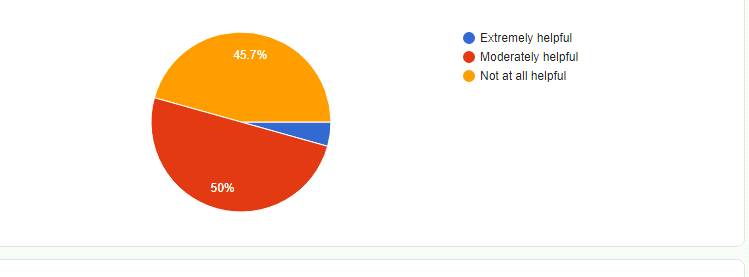 45.7%
50%
Extremely helpful
Moderately helpful
Not at all helpful